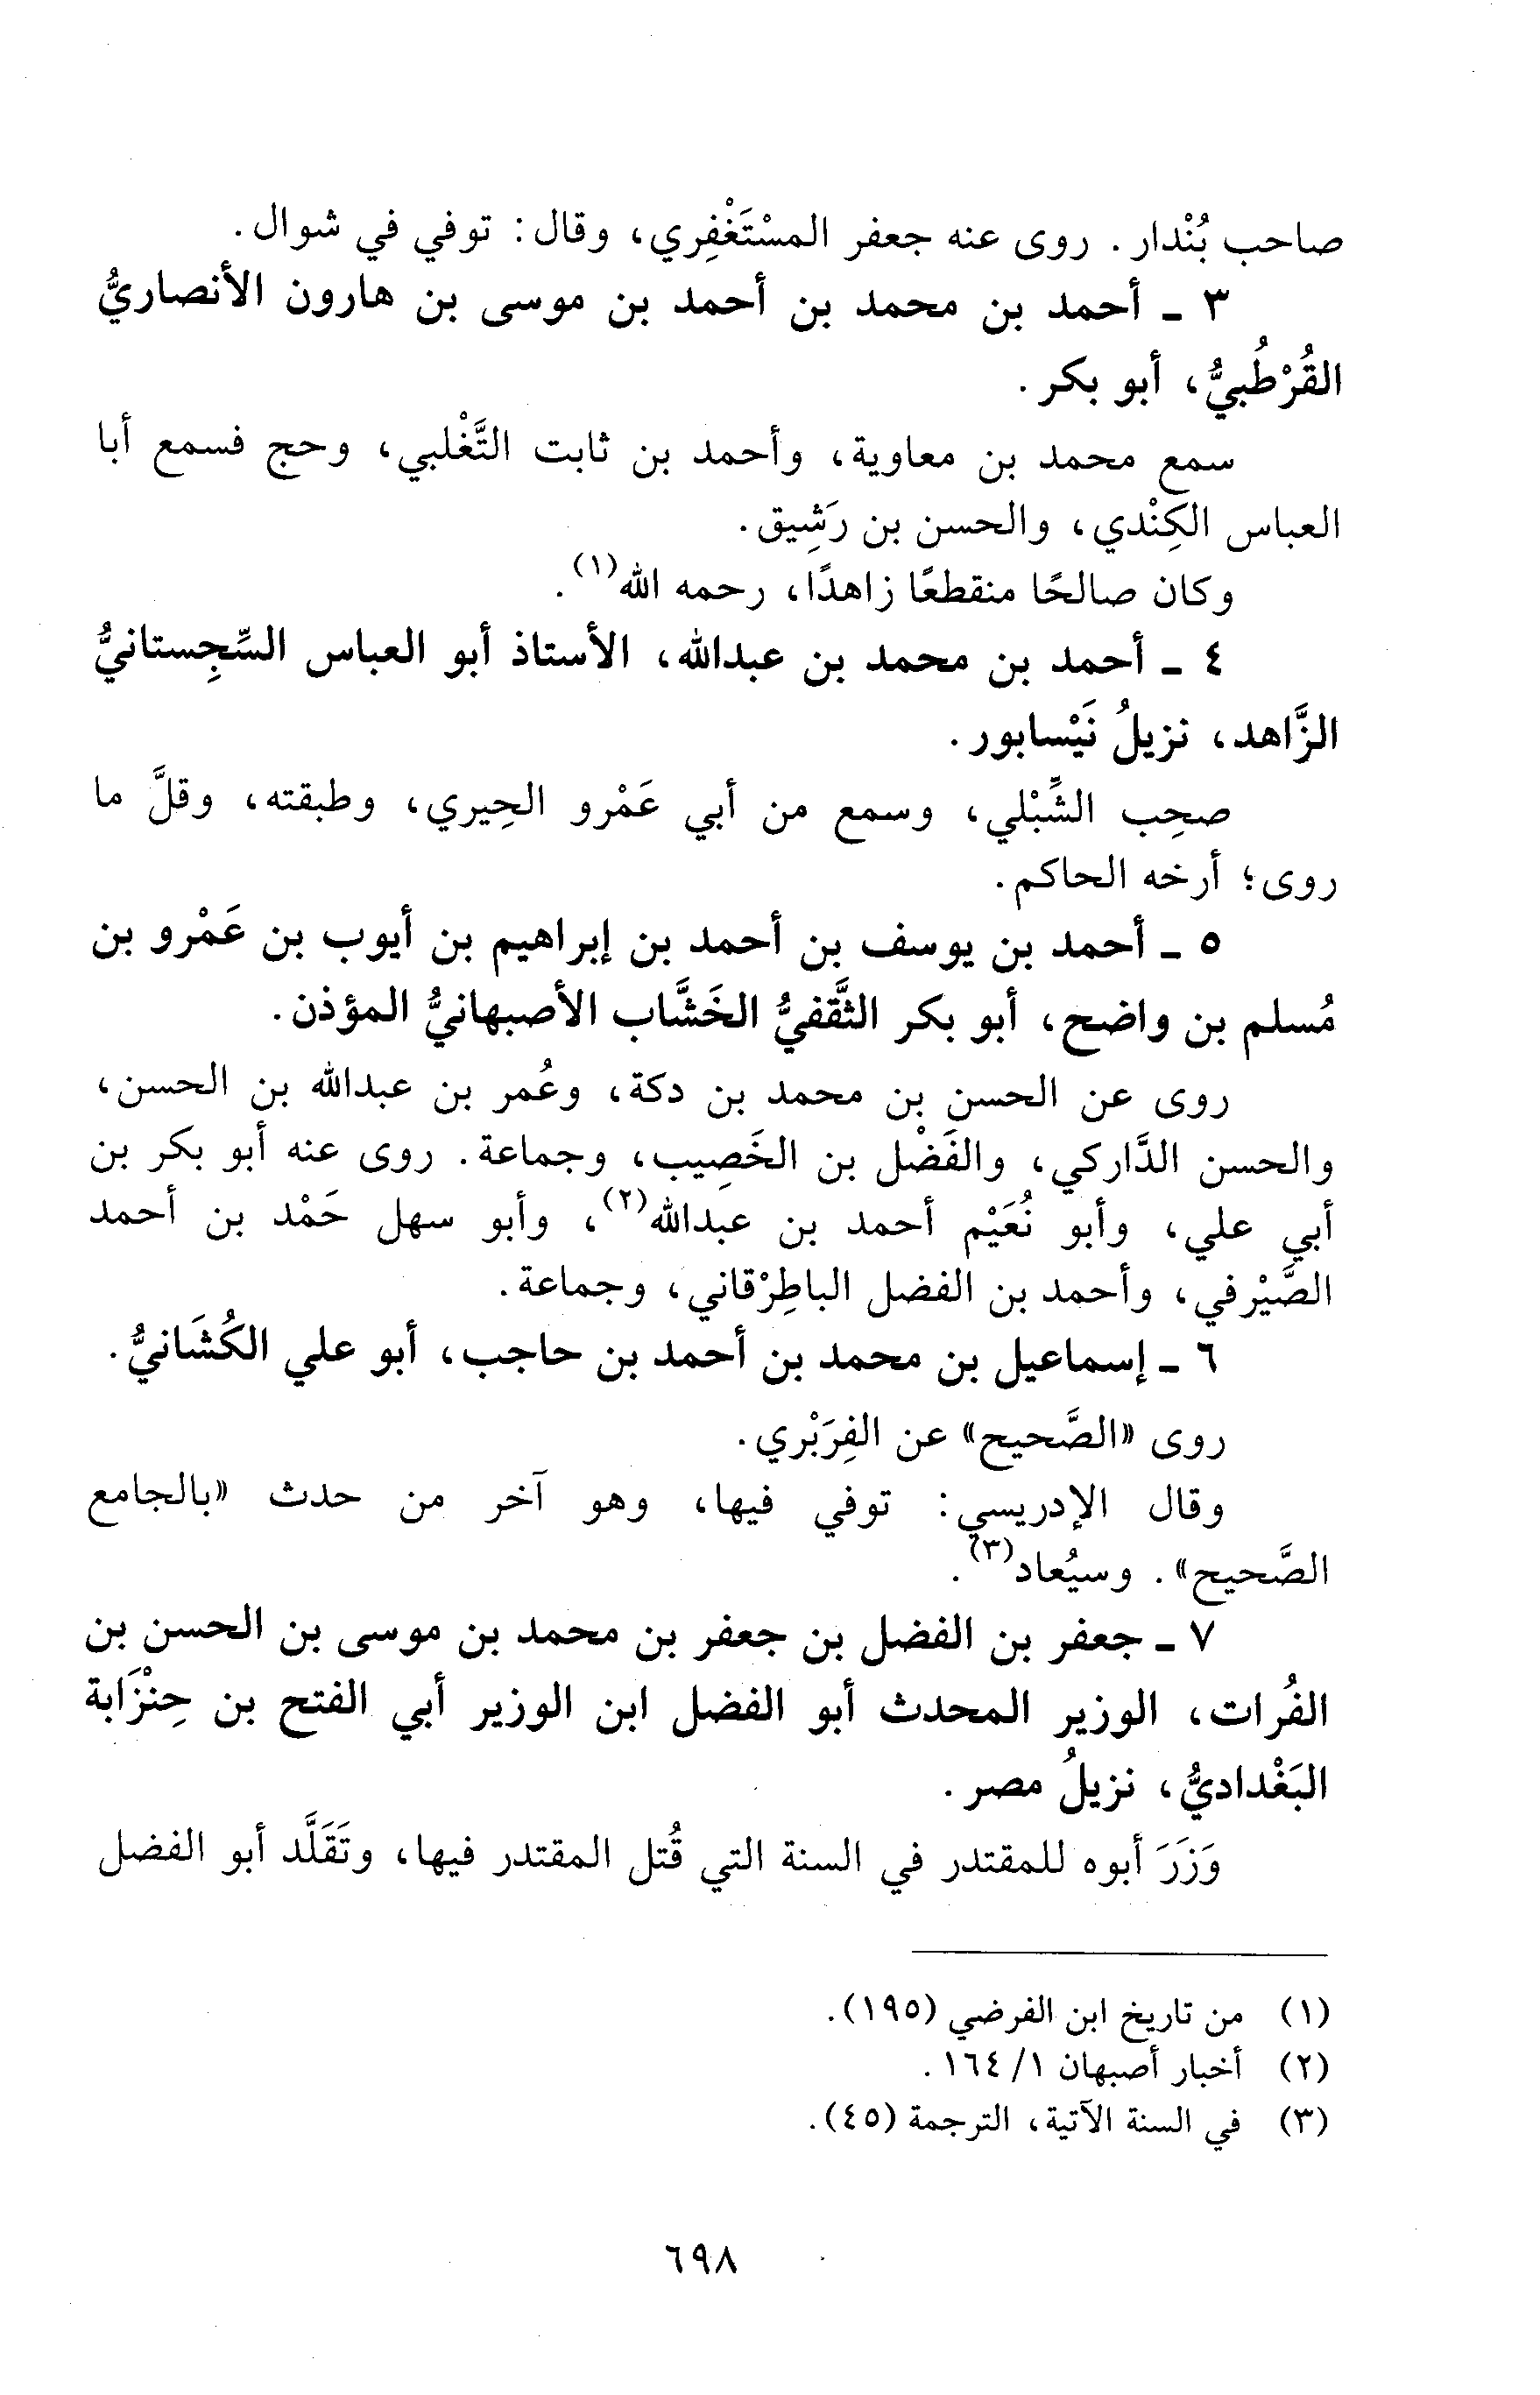 صاحب بُنْدار. روى عنه جعفر المسْتَغْفِري، وقال: توفي في شوال.
٣ ـ أحمد بن محمد بن أحمد بن موسى بن هارون الأنصاريُّ
القُرْطُبيُّ، أبو بكر.
سمع محمد بن معاوية، وأحمد بن ثابت التَّغْلبي، وحج فسمع أبا
العباس الكِنْدي، والحسن بن رَشِيق.
وكان صالحًا منقطعًا زاهدًا، رحمه الله(١).
٤ ـ أحمد بن محمد بن عبدالله، الأستاذ أبو العباس السِّجِستانيُّ
الزَّاهد، نزيلُ نَيْسابور.
صحِب الشِّبْلي، وسمع من أبي عَمْرو الحِيري، وطبقته، وقلَّ ما
روى؛ أرخه الحاكم.
٥ ـ أحمد بن يوسف بن أحمد بن إبراهيم بن أيوب بن عَمْرو بن
مُسلم بن واضح، أبو بكر الثَّقفيُّ الخَشَّاب الأصبهانيُّ المؤذن.
روى عن الحسن بن محمد بن دكة، وعُمر بن عبدالله بن الحسن،
والحسن الدَّاركي، والفَضْل بن الخَصِيب، وجماعة. روى عنه أبو بكر بن
أبي علي، وأبو نُعَيْم أحمد بن عبدالله(٢)، وأبو سهل حَمْد بن أحمد
الصَّيْرفي، وأحمد بن الفضل الباطِرْقاني، وجماعة.
٦ ـ إسماعيل بن محمد بن أحمد بن حاجب، أبو علي الكُشَانيُّ.
روى «الصَّحيح» عن الفِرَبْري.
وقال الإدريسي: توفي فيها، وهو آخر من حدث «بالجامع
الصَّحيح». وسيُعاد(٣).
٧ ـ جعفر بن الفضل بن جعفر بن محمد بن موسى بن الحسن بن
الفُرات، الوزير المحدث أبو الفضل ابن الوزير أبي الفتح بن حِنْزَابة
البَغْداديُّ، نزيلُ مصر.
وَزَرَ أبوه للمقتدر في السنة التي قُتل المقتدر فيها، وتَقَلَّد أبو الفضل
(١) من تاريخ ابن الفرضي (١٩٥).
(٢) أخبار أصبهان ١/ ١٦٤.
(٣) في السنة الآتية، الترجمة (٤٥).
٦٩٨